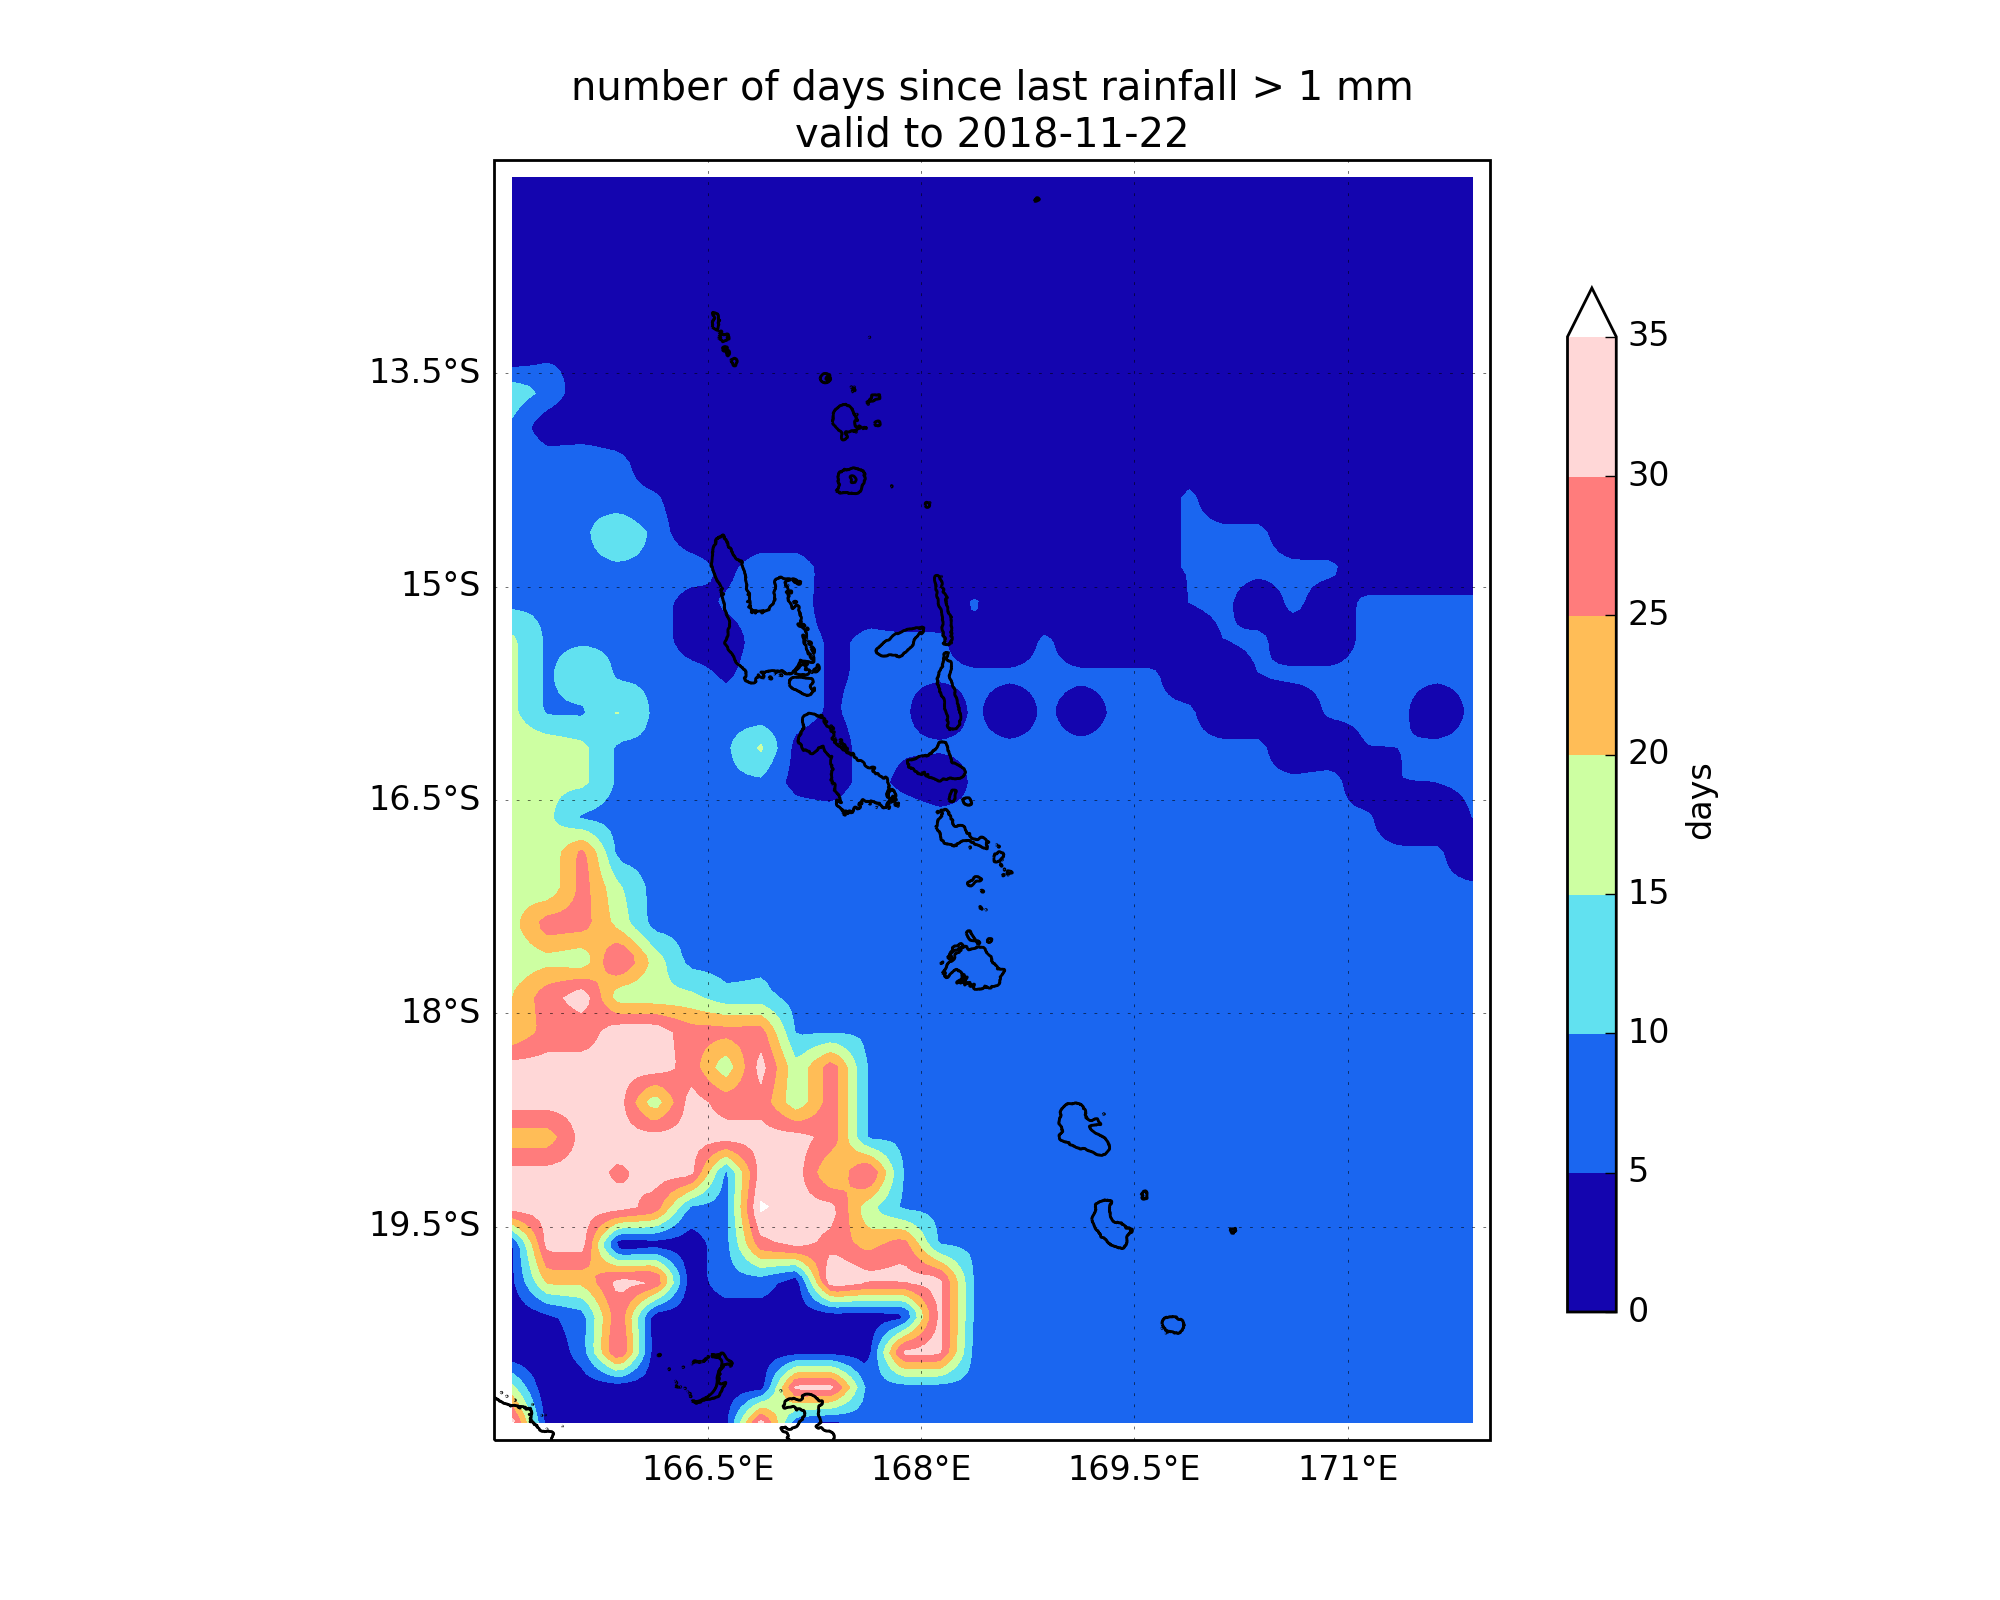 number of days since last rainfall > 1 mm
valid to 2018-11-22
13.5°S
15°S
16.5°S
18°S
19.5°S
166.5°E
168°E
169.5°E
171°E
35
30
25
20
15
10
5
0
days